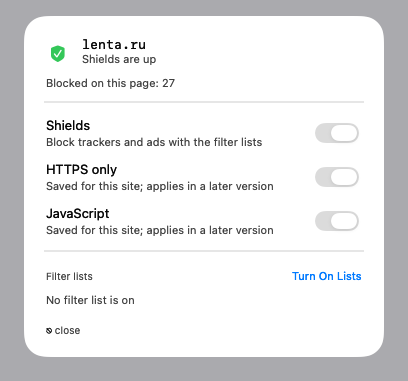 lenta.ru
Shields are up
Blocked on this page: 27
Shields
Block trackers and ads with the filter lists
HTTPS only
Saved for this site; applies in a later version
JavaScript
Saved for this site; applies in a later version
Filter lists
Turn On Lists
No filter list is on
close